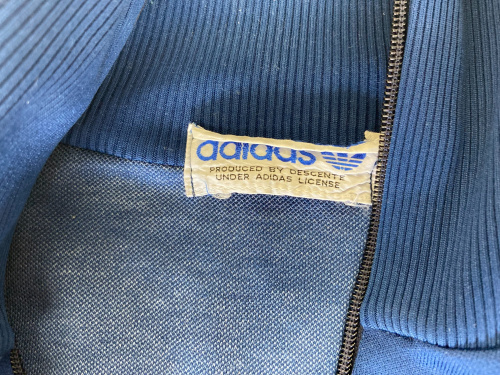 adidas
PRODUCED BY DESCENTE
UNDER ADIDAS LICENSE